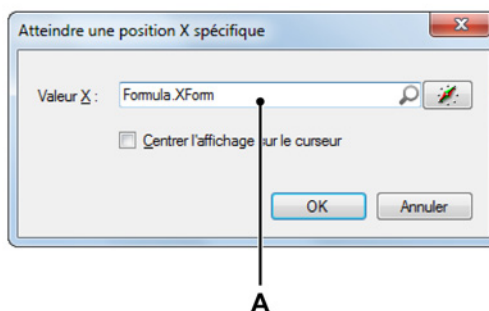 Atteindre une position X spécifique
Valeur X :
Formula.XForm
Centrer l'affichage sur le curseur
OK
Annuler
A